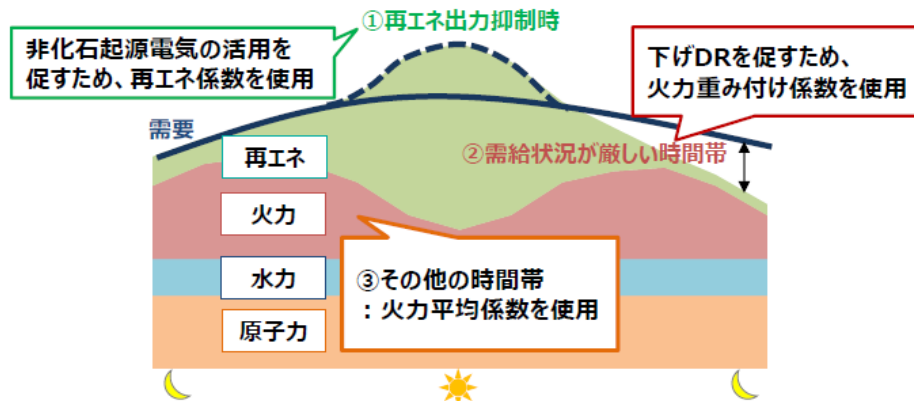 ①再エネ出力抑制時
非化石起源電気の活用を
促すため、再エネ係数を使用
下げDRを促すため、
火力重み付け係数を使用
需要
再エネ
②需給状況が厳しい時間帯
火力
③その他の時間帯
：火力平均係数を使用
水力
原子力